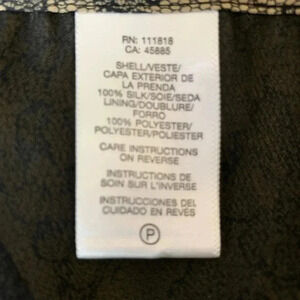 RN: 111818
CA: 45885
SHELL/VESTE/
CAPA EXTERIOR DE
LA PRENDA
100% SILK/SOIE/SEDA
LINING/DOUBLURE/
FORRO
100% POLYESTER/
POLYESTER/POLIESTER
CARE INSTRUCTIONS
ON REVERSE
INSTRUCTIONS DE
SOIN SUR L'INVERSE
INSTRUCCIONES DEL
CUIDADO EN REVES
P